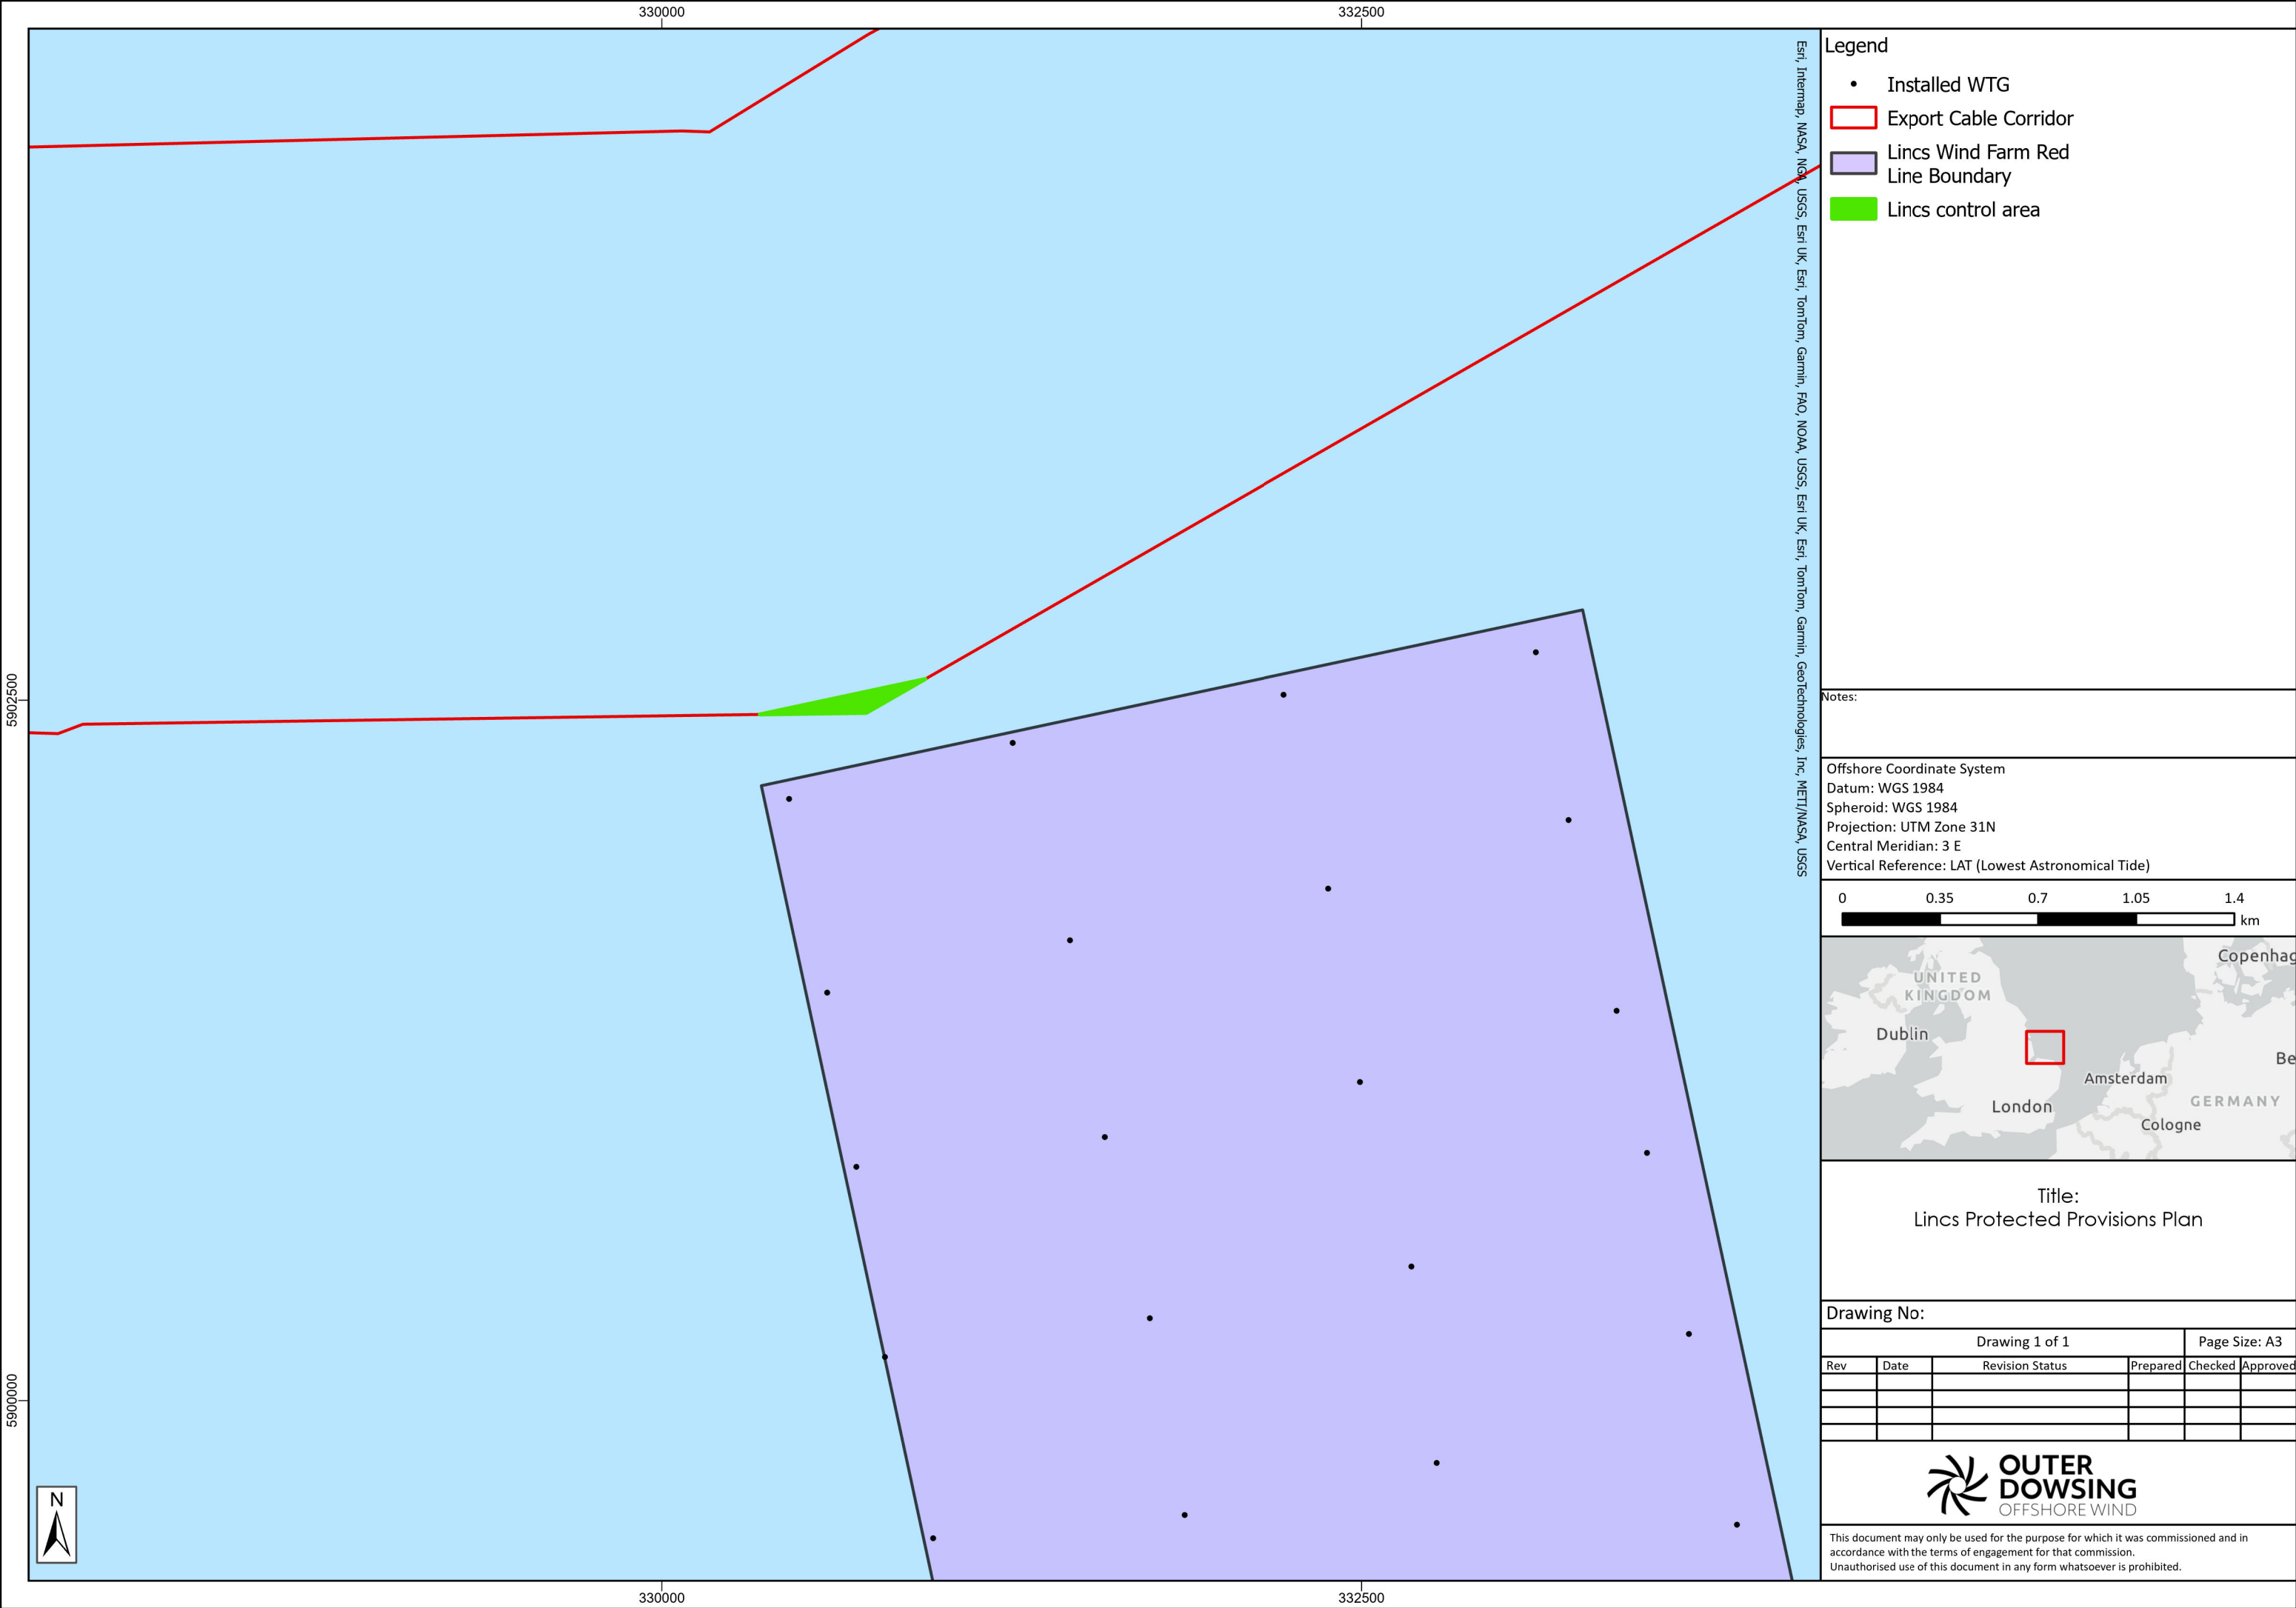 330000
332500
5902500
5900000
N
330000
332500
Esri, Intermap, NASA, NGA, USGS, Esri UK, Esri, TomTom, Garmin, FAO, NOAA, USGS, Esri UK, Esri, TomTom, Garmin, GeoTechnologies, Inc, METI/NASA, USGS
Legend
Installed WTG
Export Cable Corridor
Lincs Wind Farm Red
Line Boundary
Lincs control area
Notes:
Offshore Coordinate System
Datum: WGS 1984
Spheroid: WGS 1984
Projection: UTM Zone 31N
Central Meridian: 3 E
Vertical Reference: LAT (Lowest Astronomical Tide)
0 0.35 0.7 1.05 1.4
km
Copenhag
UNITED
KINGDOM
Dublin
Be
Amsterdam
GERMANY
London
Cologne
Title:
Lincs Protected Provisions Plan
Drawing No:
Drawing 1 of 1 Page Size: A3
Rev Date Revision Status Prepared Checked Approved
OUTER
DOWSING
OFFSHORE WIND
This document may only be used for the purpose for which it was commissioned and in
accordance with the terms of engagement for that commission.
Unauthorised use of this document in any form whatsoever is prohibited.